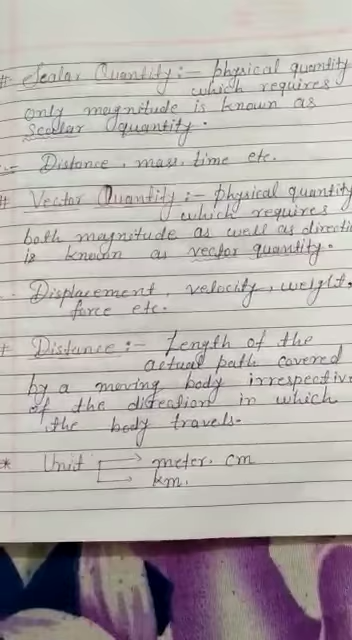 # Scalar Quantity :- physical quantity
which requires
only magnitude is known as
scalar quantity.
:- Distance, mass, time etc.
# Vector Quantity :- physical quantity
which requires
both magnitude as well as directi
is known as vector quantity.
:- Displacement, velocity, weight,
force etc.
# Distance :- Length of the
actual path covered
by a moving body irrespective
of the direction in which
the body travels.
* Unit → meter. cm
→ km.